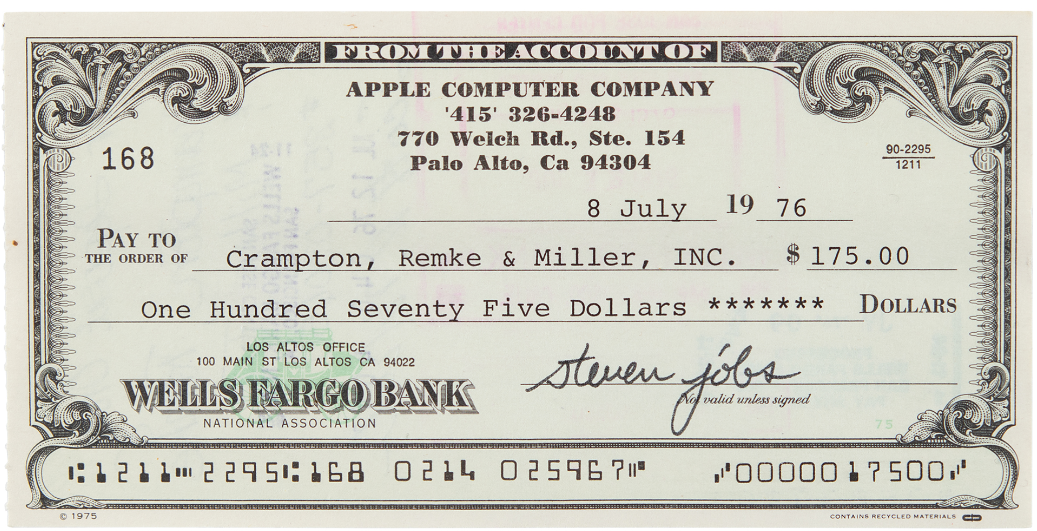 FROM THE ACCOUNT OF
APPLE COMPUTER COMPANY
'415' 326-4248
770 Welch Rd., Ste. 154
Palo Alto, Ca 94304
168
90-2295
1211
8 July 19 76
PAY TO
THE ORDER OF Crampton, Remke & Miller, INC. $ 175.00
One Hundred Seventy Five Dollars ******* DOLLARS
LOS ALTOS OFFICE
100 MAIN ST LOS ALTOS CA 94022
WELLS FARGO BANK
NATIONAL ASSOCIATION
steven jobs
Not valid unless signed
75
⑆1211⑉2295⑆168 0214 025967⑈ ⑇0000017500⑇
© 1975
CONTAINS RECYCLED MATERIALS